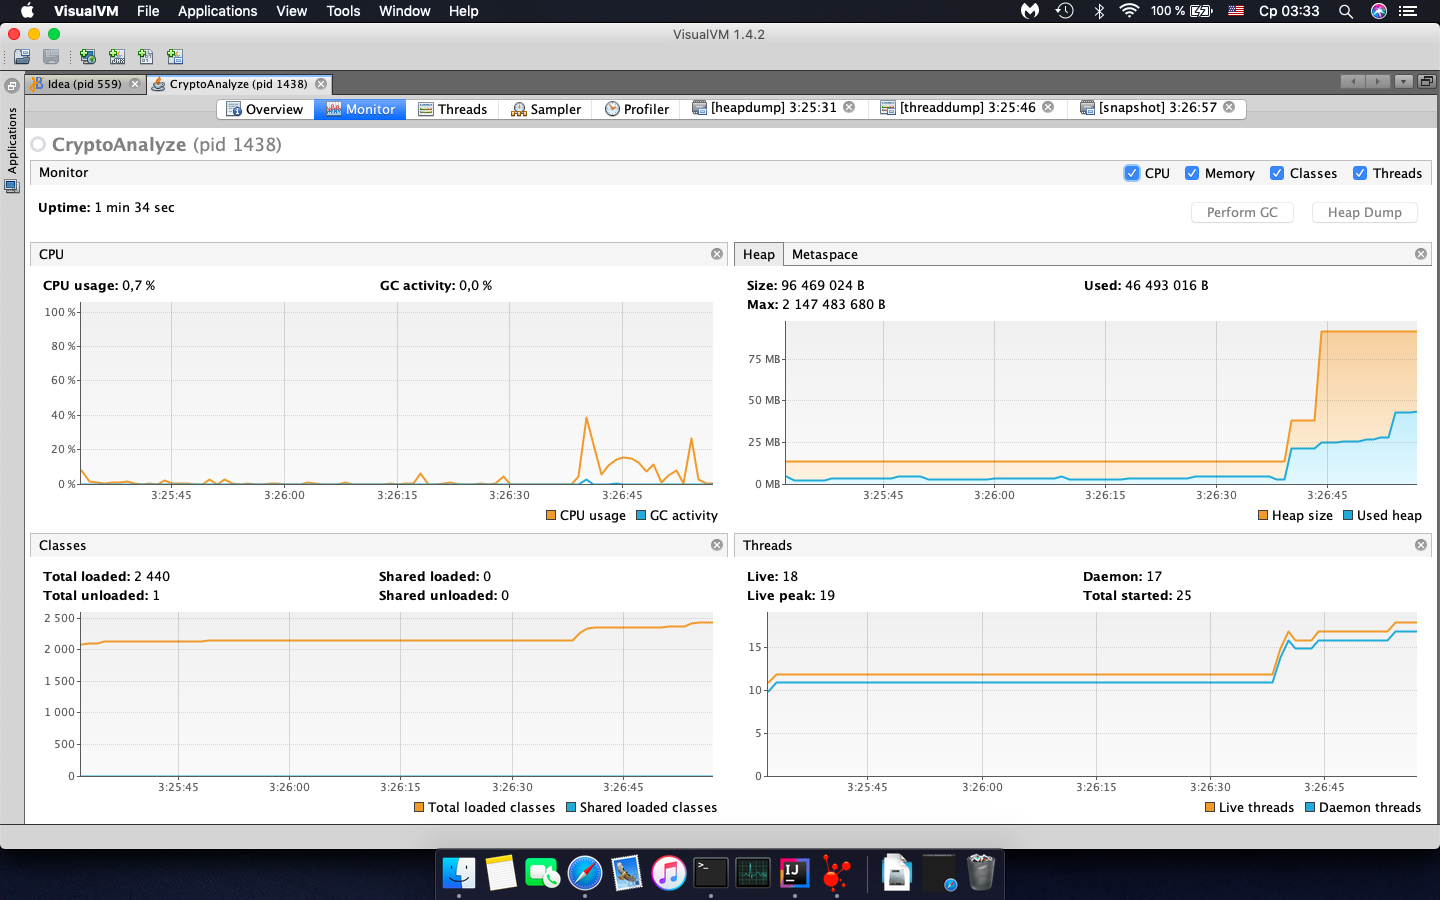 VisualVM File Applications View Tools Window Help 100 % Ср 03:33
VisualVM 1.4.2
Idea (pid 559) CryptoAnalyze (pid 1438)
Applications
Overview Monitor Threads Sampler Profiler [heapdump] 3:25:31 [threaddump] 3:25:46 [snapshot] 3:26:57
CryptoAnalyze (pid 1438)
Monitor CPU Memory Classes Threads
Uptime: 1 min 34 sec Perform GC Heap Dump
CPU
CPU usage: 0,7 % GC activity: 0,0 %
100 %
80 %
60 %
40 %
20 %
0 %
3:25:45 3:26:00 3:26:15 3:26:30 3:26:45
CPU usage GC activity
Heap Metaspace
Size: 96 469 024 B Used: 46 493 016 B
Max: 2 147 483 680 B
75 MB
50 MB
25 MB
0 MB
3:25:45 3:26:00 3:26:15 3:26:30 3:26:45
Heap size Used heap
Classes
Total loaded: 2 440 Shared loaded: 0
Total unloaded: 1 Shared unloaded: 0
2 500
2 000
1 500
1 000
500
0
3:25:45 3:26:00 3:26:15 3:26:30 3:26:45
Total loaded classes Shared loaded classes
Threads
Live: 18 Daemon: 17
Live peak: 19 Total started: 25
15
10
5
0
3:25:45 3:26:00 3:26:15 3:26:30 3:26:45
Live threads Daemon threads
IJ